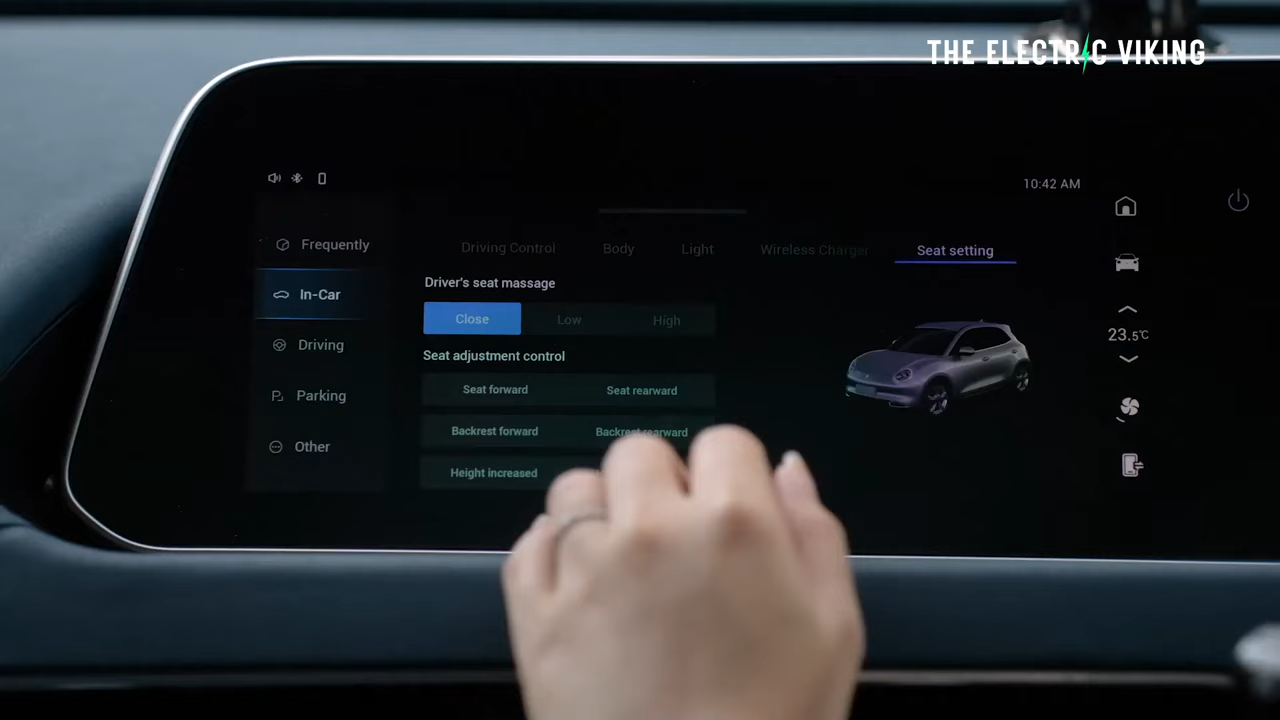 THE ELECTRIC VIKING
10:42 AM
Frequently
In-Car
Driving
Parking
Other
Driving Control Body Light Wireless Charger Seat setting
Driver's seat massage
Close Low High
Seat adjustment control
Seat forward Seat rearward
Backrest forward Backrest rearward
Height increased
23.5°C